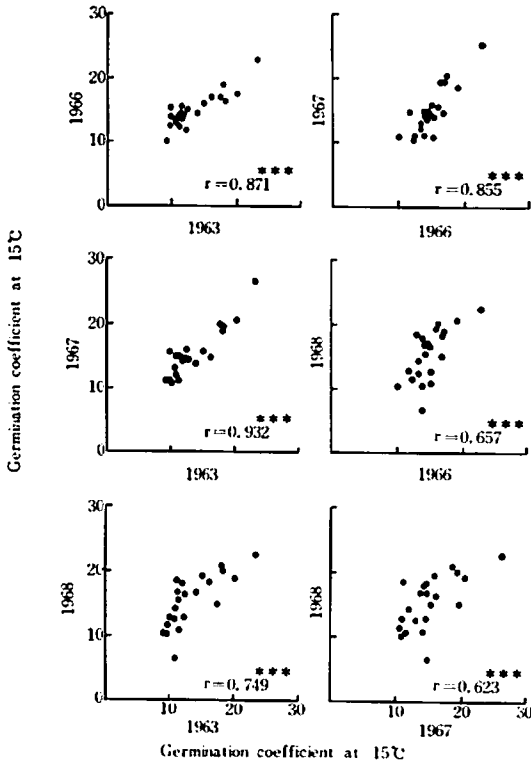 30
20
10
0
1966
r=0.871***
1963
1967
r=0.855***
1966
Germination coefficient at 15℃
30
20
10
0
1967
r=0.932***
1963
1968
r=0.657***
1966
30
20
10
0
1968
r=0.749***
10 20 30
1963
1968
r=0.623***
10 20 30
1967
Germination coefficient at 15℃